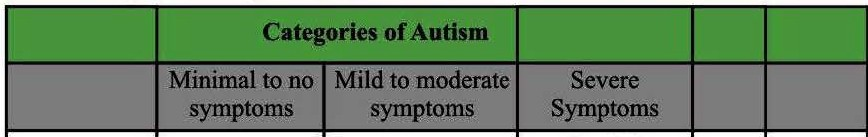 Categories of Autism
Minimal to no symptoms
Mild to moderate symptoms
Severe Symptoms